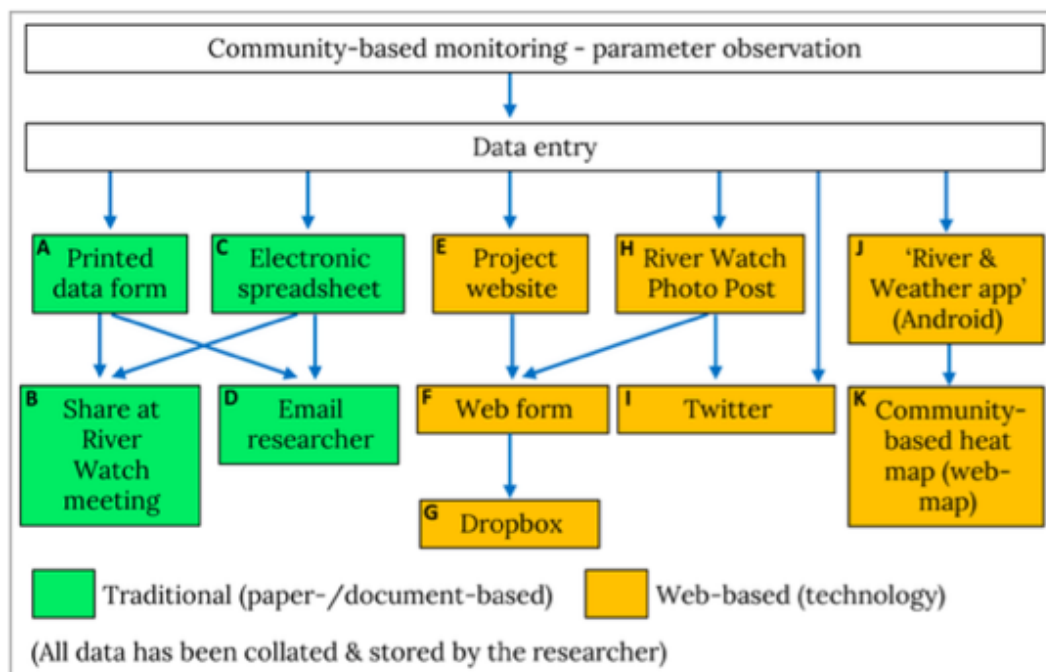 Community-based monitoring - parameter observation
Data entry
A
Printed
data form
C
Electronic
spreadsheet
E
Project
website
H
River Watch
Photo Post
J
‘River &
Weather app’
(Android)
B
Share at
River
Watch
meeting
D
Email
researcher
F
Web form
I
Twitter
K
Community-
based heat
map (web-
map)
G
Dropbox
Traditional (paper-/document-based)
Web-based (technology)
(All data has been collated & stored by the researcher)